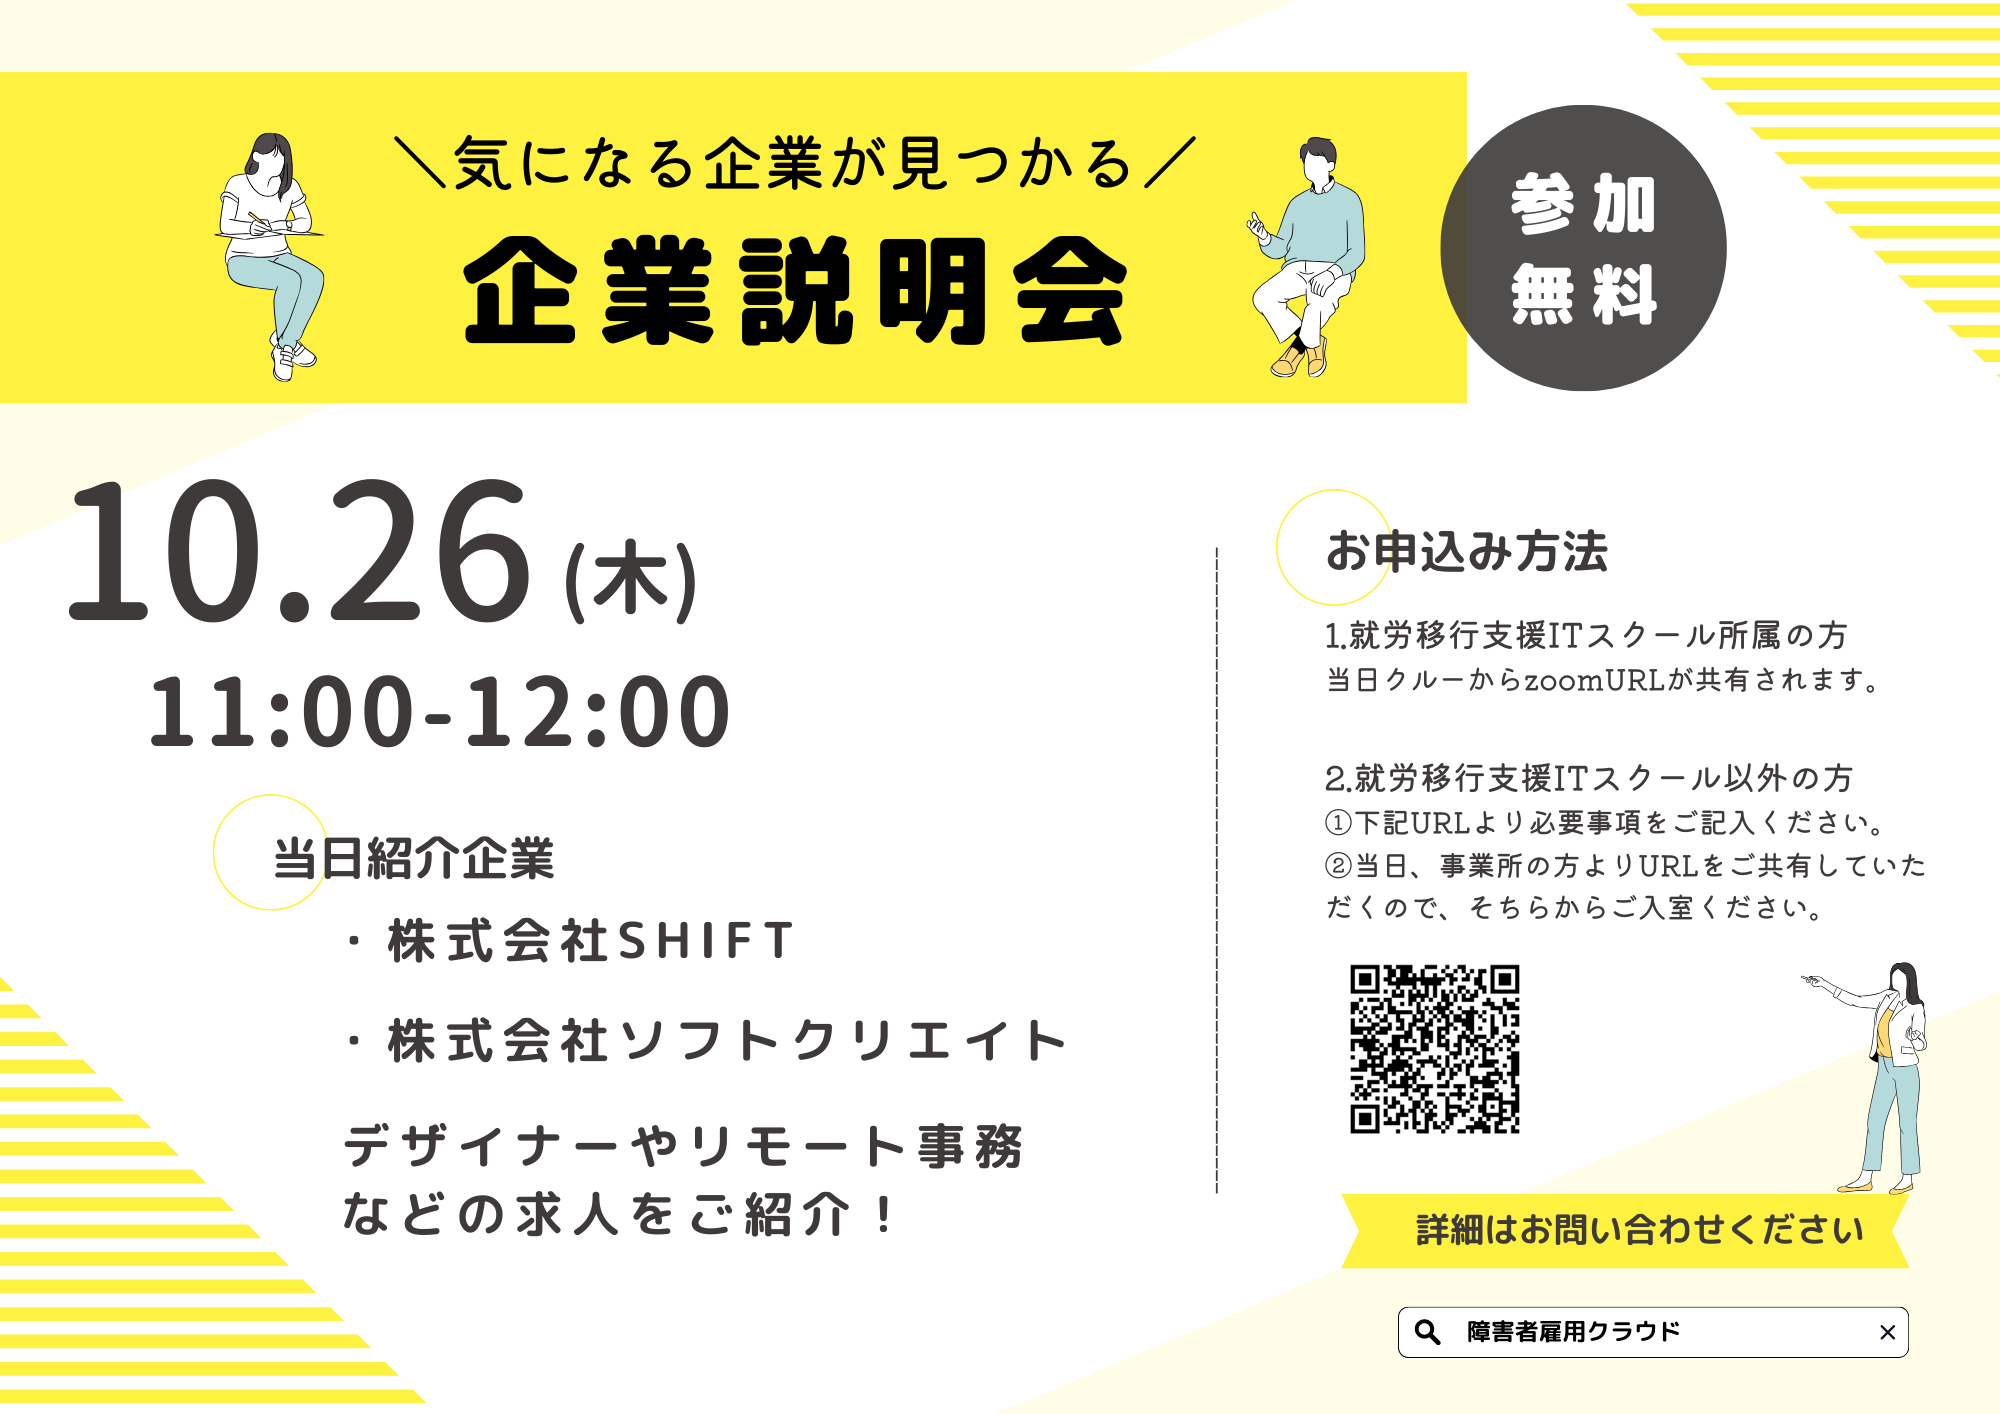 ＼気になる企業が見つかる／
企業説明会
参加
無料
10.26(木)
11:00-12:00
当日紹介企業
・株式会社SHIFT
・株式会社ソフトクリエイト
デザイナーやリモート事務
などの求人をご紹介！
お申込み方法
1.就労移行支援ITスクール所属の方
当日クルーからzoomURLが共有されます。
2.就労移行支援ITスクール以外の方
①下記URLより必要事項をご記入ください。
②当日、事業所の方よりURLをご共有していた
だくので、そちらからご入室ください。
詳細はお問い合わせください
障害者雇用クラウド